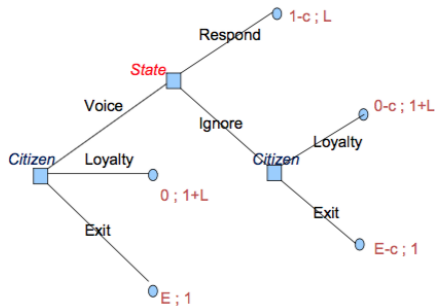 1-c ; L
Respond
State
Voice
Ignore
0-c ; 1+L
Citizen
Loyalty
Citizen
Loyalty
0 ; 1+L
Exit
Exit
E-c ; 1
E ; 1